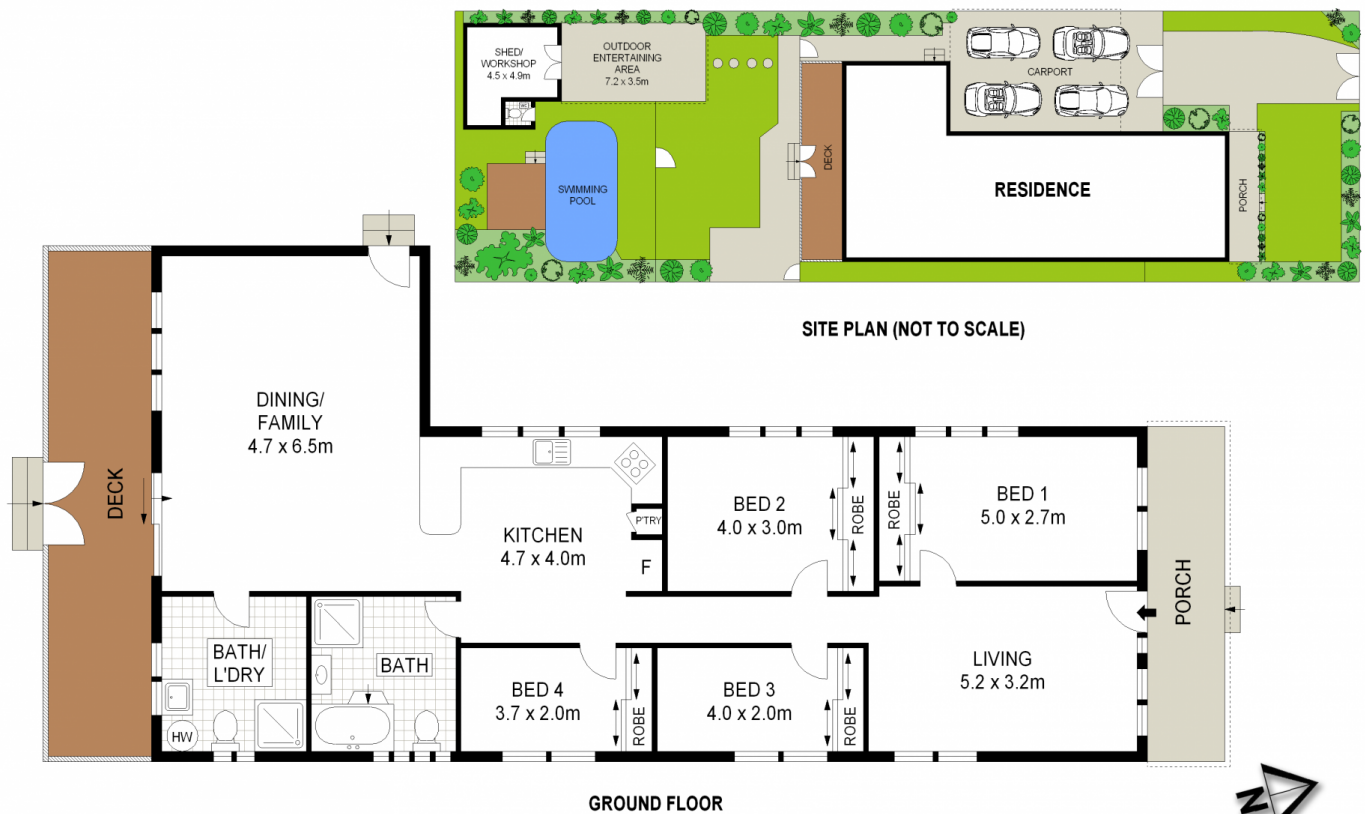 SHED/
WORKSHOP
4.5 x 4.9m
OUTDOOR
ENTERTAINING
AREA
7.2 x 3.5m
CARPORT
DECK
RESIDENCE
PORCH
SWIMMING
POOL
SITE PLAN (NOT TO SCALE)
DINING/
FAMILY
4.7 x 6.5m
DECK
KITCHEN
4.7 x 4.0m
P'TRY
F
BED 2
4.0 x 3.0m
ROBE
ROBE
BED 1
5.0 x 2.7m
PORCH
BATH/
L'DRY
HW
BATH
BED 4
3.7 x 2.0m
ROBE
BED 3
4.0 x 2.0m
ROBE
LIVING
5.2 x 3.2m
GROUND FLOOR
N